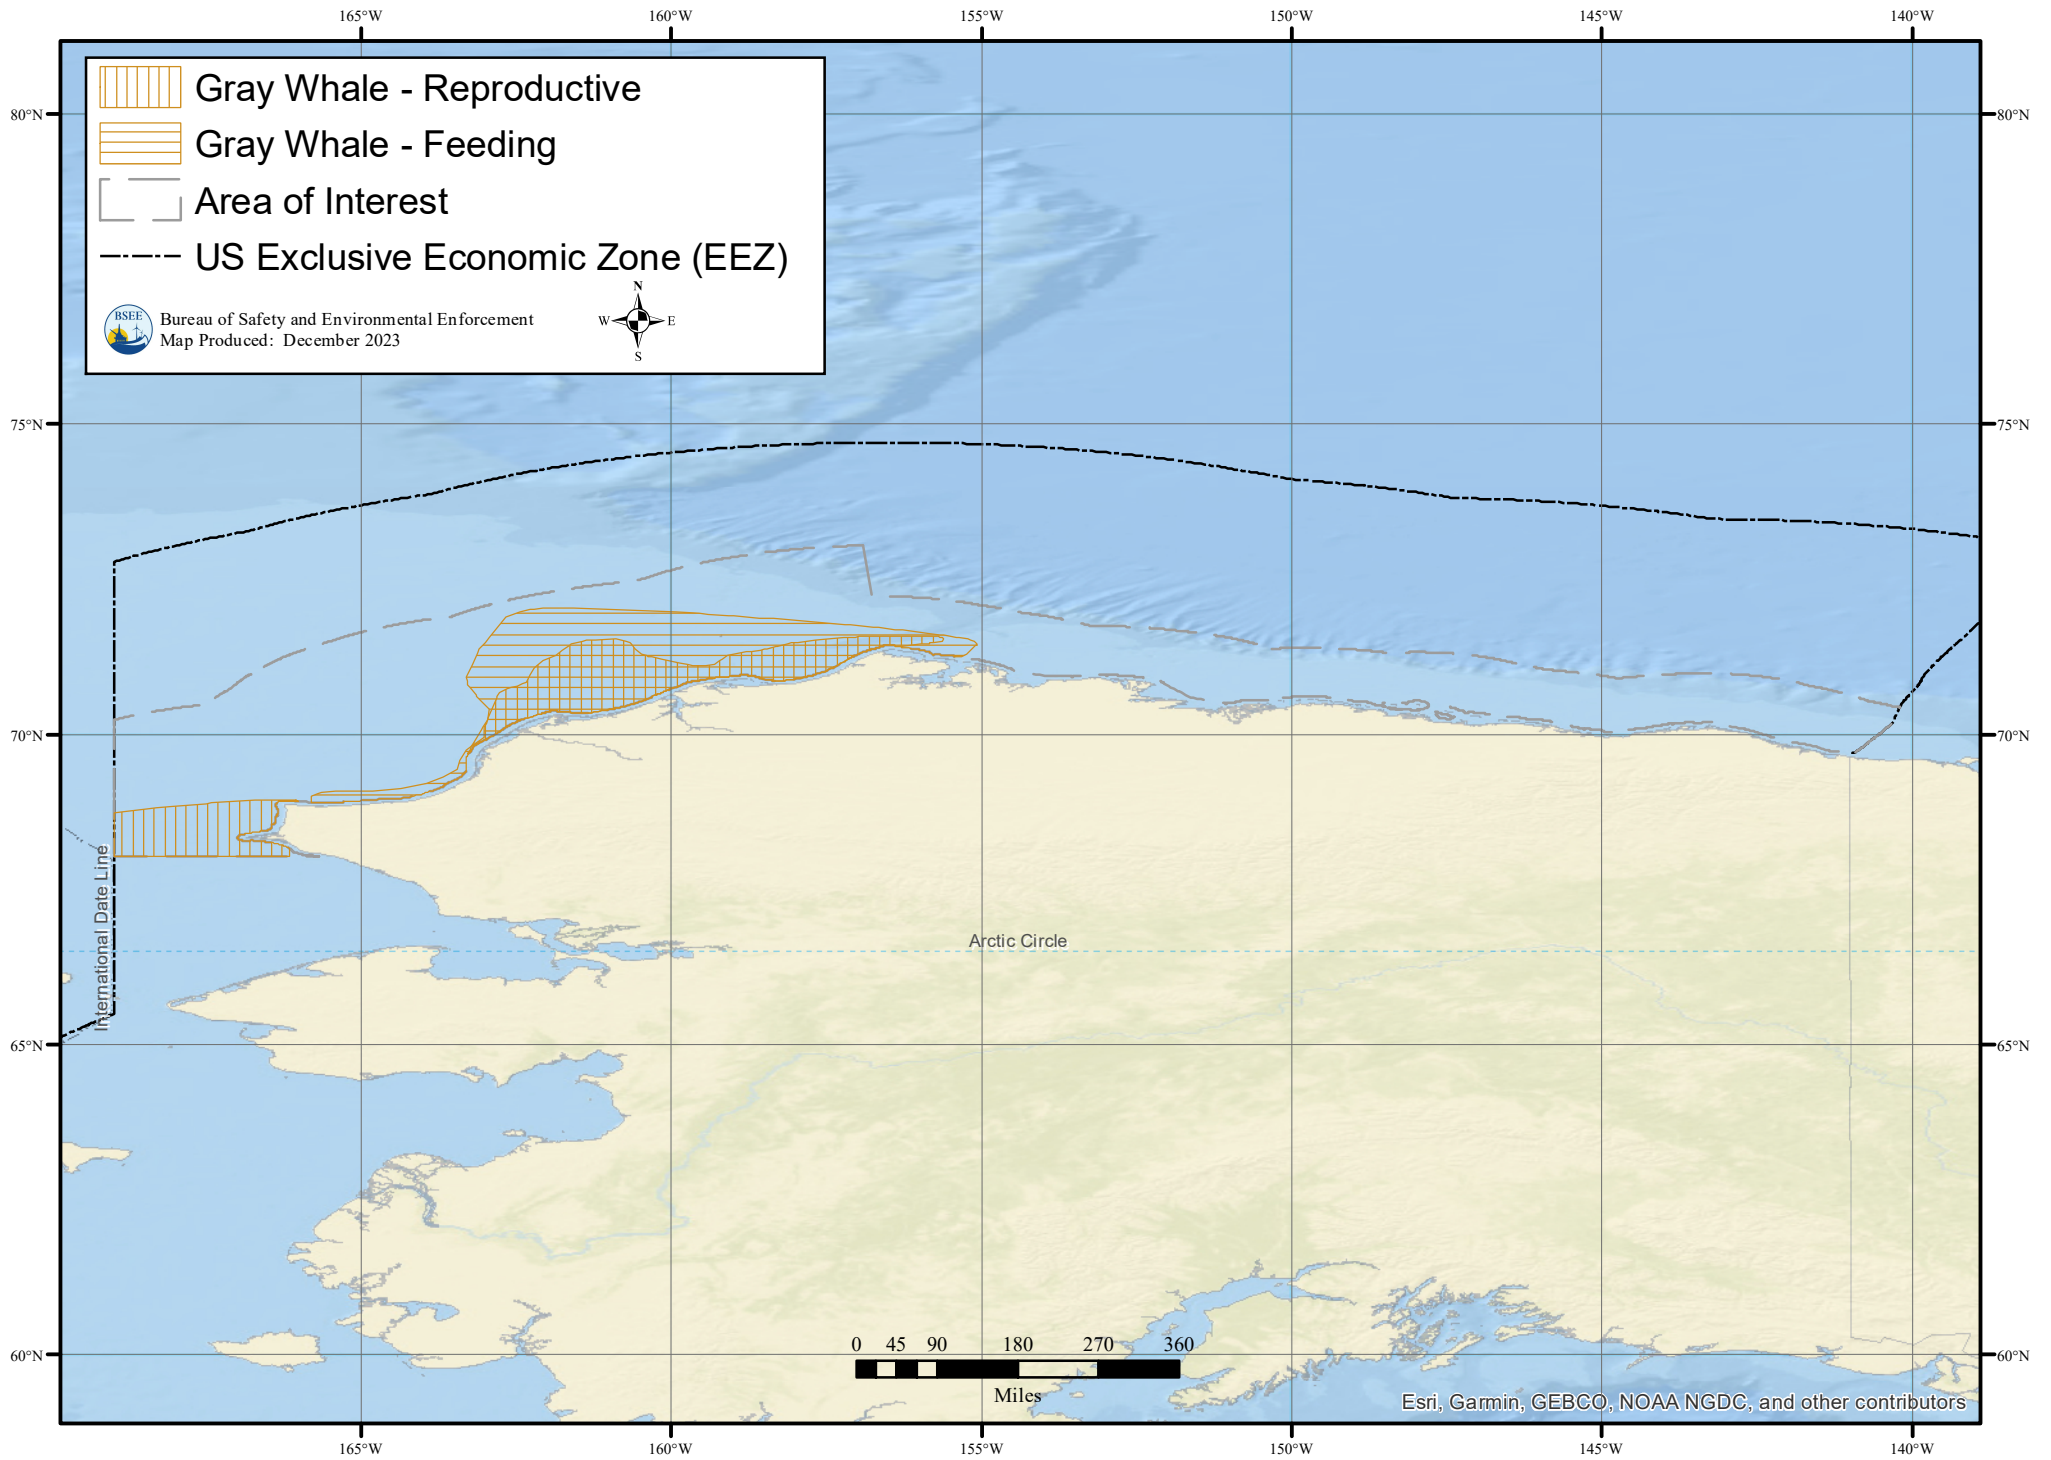 165°W 160°W 155°W 150°W 145°W 140°W
Gray Whale - Reproductive
Gray Whale - Feeding
Area of Interest
US Exclusive Economic Zone (EEZ)
BSEE
Bureau of Safety and Environmental Enforcement
Map Produced: December 2023
N
W E
S
80°N 80°N
75°N 75°N
70°N 70°N
International Date Line
Arctic Circle
65°N 65°N
60°N 60°N
0 45 90 180 270 360
Miles
Esri, Garmin, GEBCO, NOAA NGDC, and other contributors
165°W 160°W 155°W 150°W 145°W 140°W